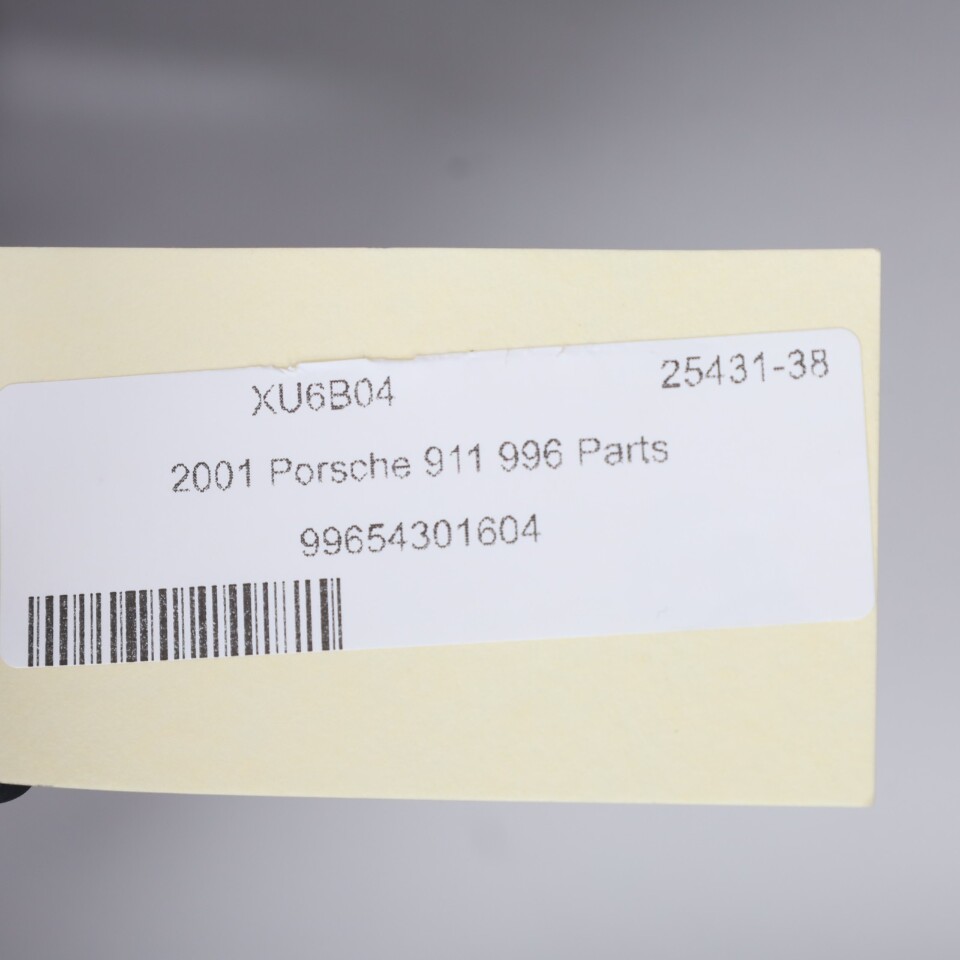 XU6B04 25431-38
2001 Porsche 911 996 Parts
99654301604